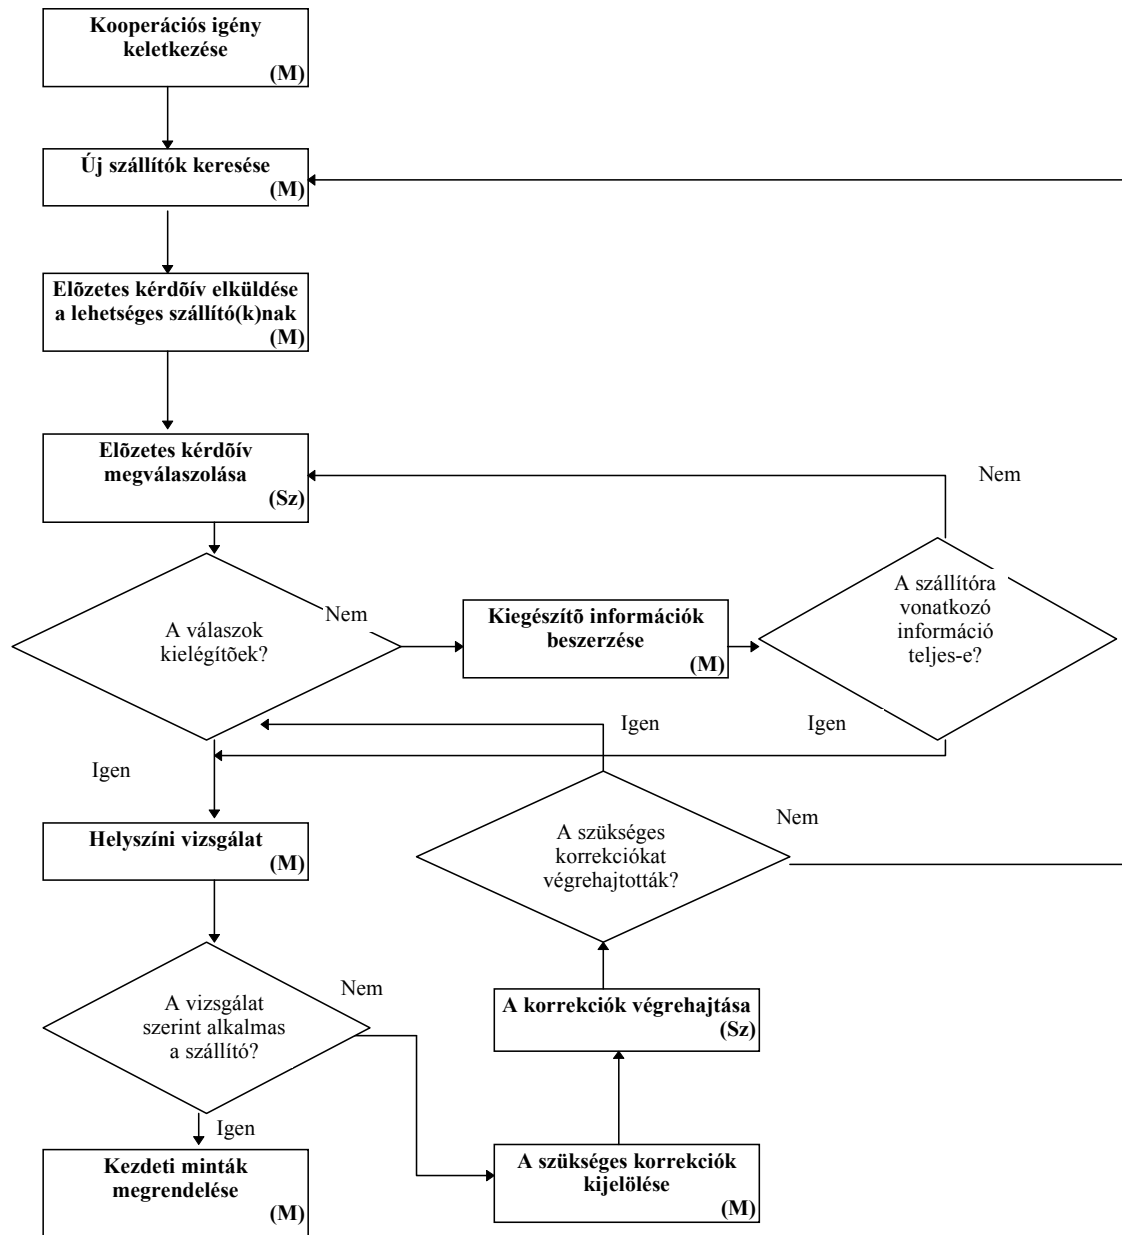 Kooperációs igény
keletkezése
(M)
Új szállítók keresése
(M)
Elõzetes kérdõív elküldése
a lehetséges szállító(k)nak
(M)
Elõzetes kérdõív
megválaszolása
(Sz)
Nem
A válaszok
kielégítõek?
Nem
Kiegészítõ információk
beszerzése
(M)
A szállítóra
vonatkozó
információ
teljes-e?
Igen
Igen
Igen
Helyszíni vizsgálat
(M)
A szükséges
korrekciókat
végrehajtották?
Nem
A vizsgálat
szerint alkalmas
a szállító?
Nem
A korrekciók végrehajtása
(Sz)
Igen
Kezdeti minták
megrendelése
(M)
A szükséges korrekciók
kijelölése
(M)